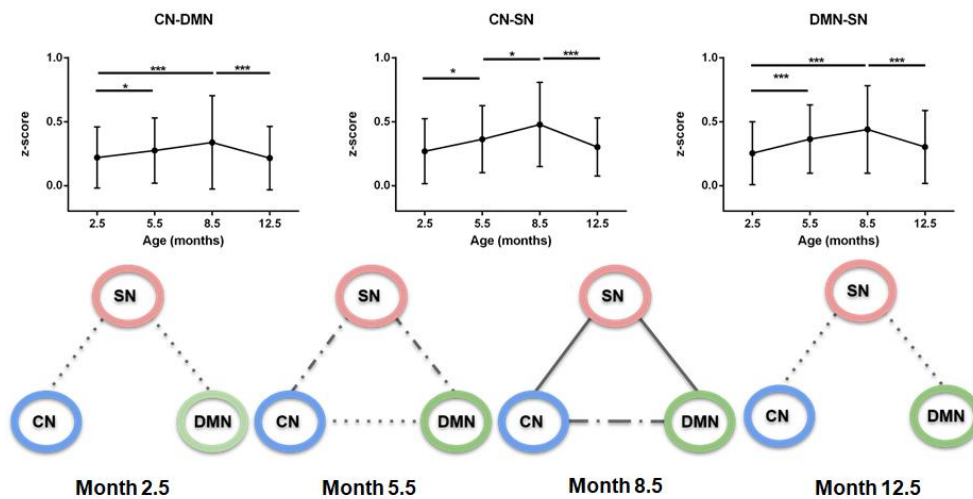 CN-DMN
z-score
1.0
0.5
0.0
***
***
*
2.5 5.5 8.5 12.5
Age (months)
CN-SN
z-score
1.0
0.5
0.0
* ***
*
2.5 5.5 8.5 12.5
Age (months)
DMN-SN
z-score
1.0
0.5
0.0
*** ***
***
2.5 5.5 8.5 12.5
Age (months)
SN
CN DMN
Month 2.5
SN
CN DMN
Month 5.5
SN
CN DMN
Month 8.5
SN
CN DMN
Month 12.5